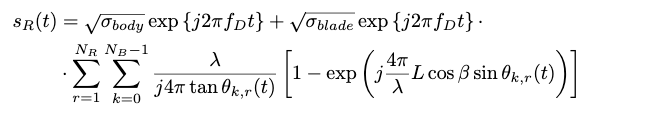 $s_R(t) = \sqrt{\sigma_{body}} \exp\{j2\pi f_D t\} + \sqrt{\sigma_{blade}} \exp\{j2\pi f_D t\} \cdot$
$\cdot \sum_{r=1}^{N_R} \sum_{k=0}^{N_B-1} \frac{\lambda}{j4\pi \tan\theta_{k,r}(t)} \left[1 - \exp\left(j\frac{4\pi}{\lambda} L \cos\beta \sin\theta_{k,r}(t)\right)\right]$